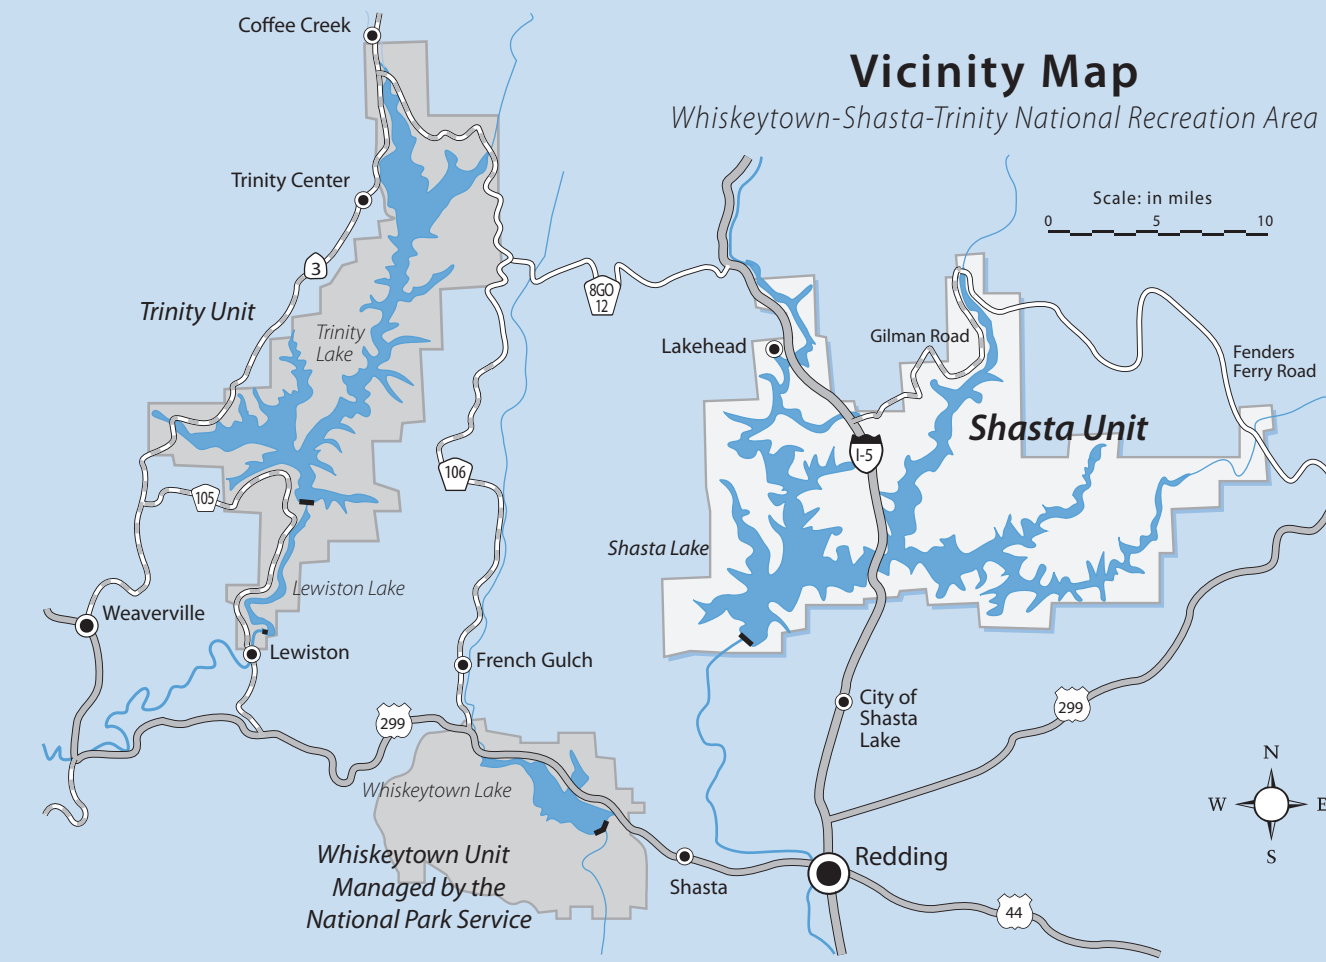 Coffee Creek
Vicinity Map
Whiskeytown-Shasta-Trinity National Recreation Area
Trinity Center
Scale: in miles
0 5 10
3
8GO
12
Trinity Unit
Trinity
Lake
Lakehead
Gilman Road
Fenders
Ferry Road
Shasta Unit
I-5
106
105
Shasta Lake
Lewiston Lake
Weaverville
Lewiston
French Gulch
City of
Shasta
Lake
299
299
Whiskeytown Lake
N
W E
S
Whiskeytown Unit
Managed by the
National Park Service
Shasta
Redding
44